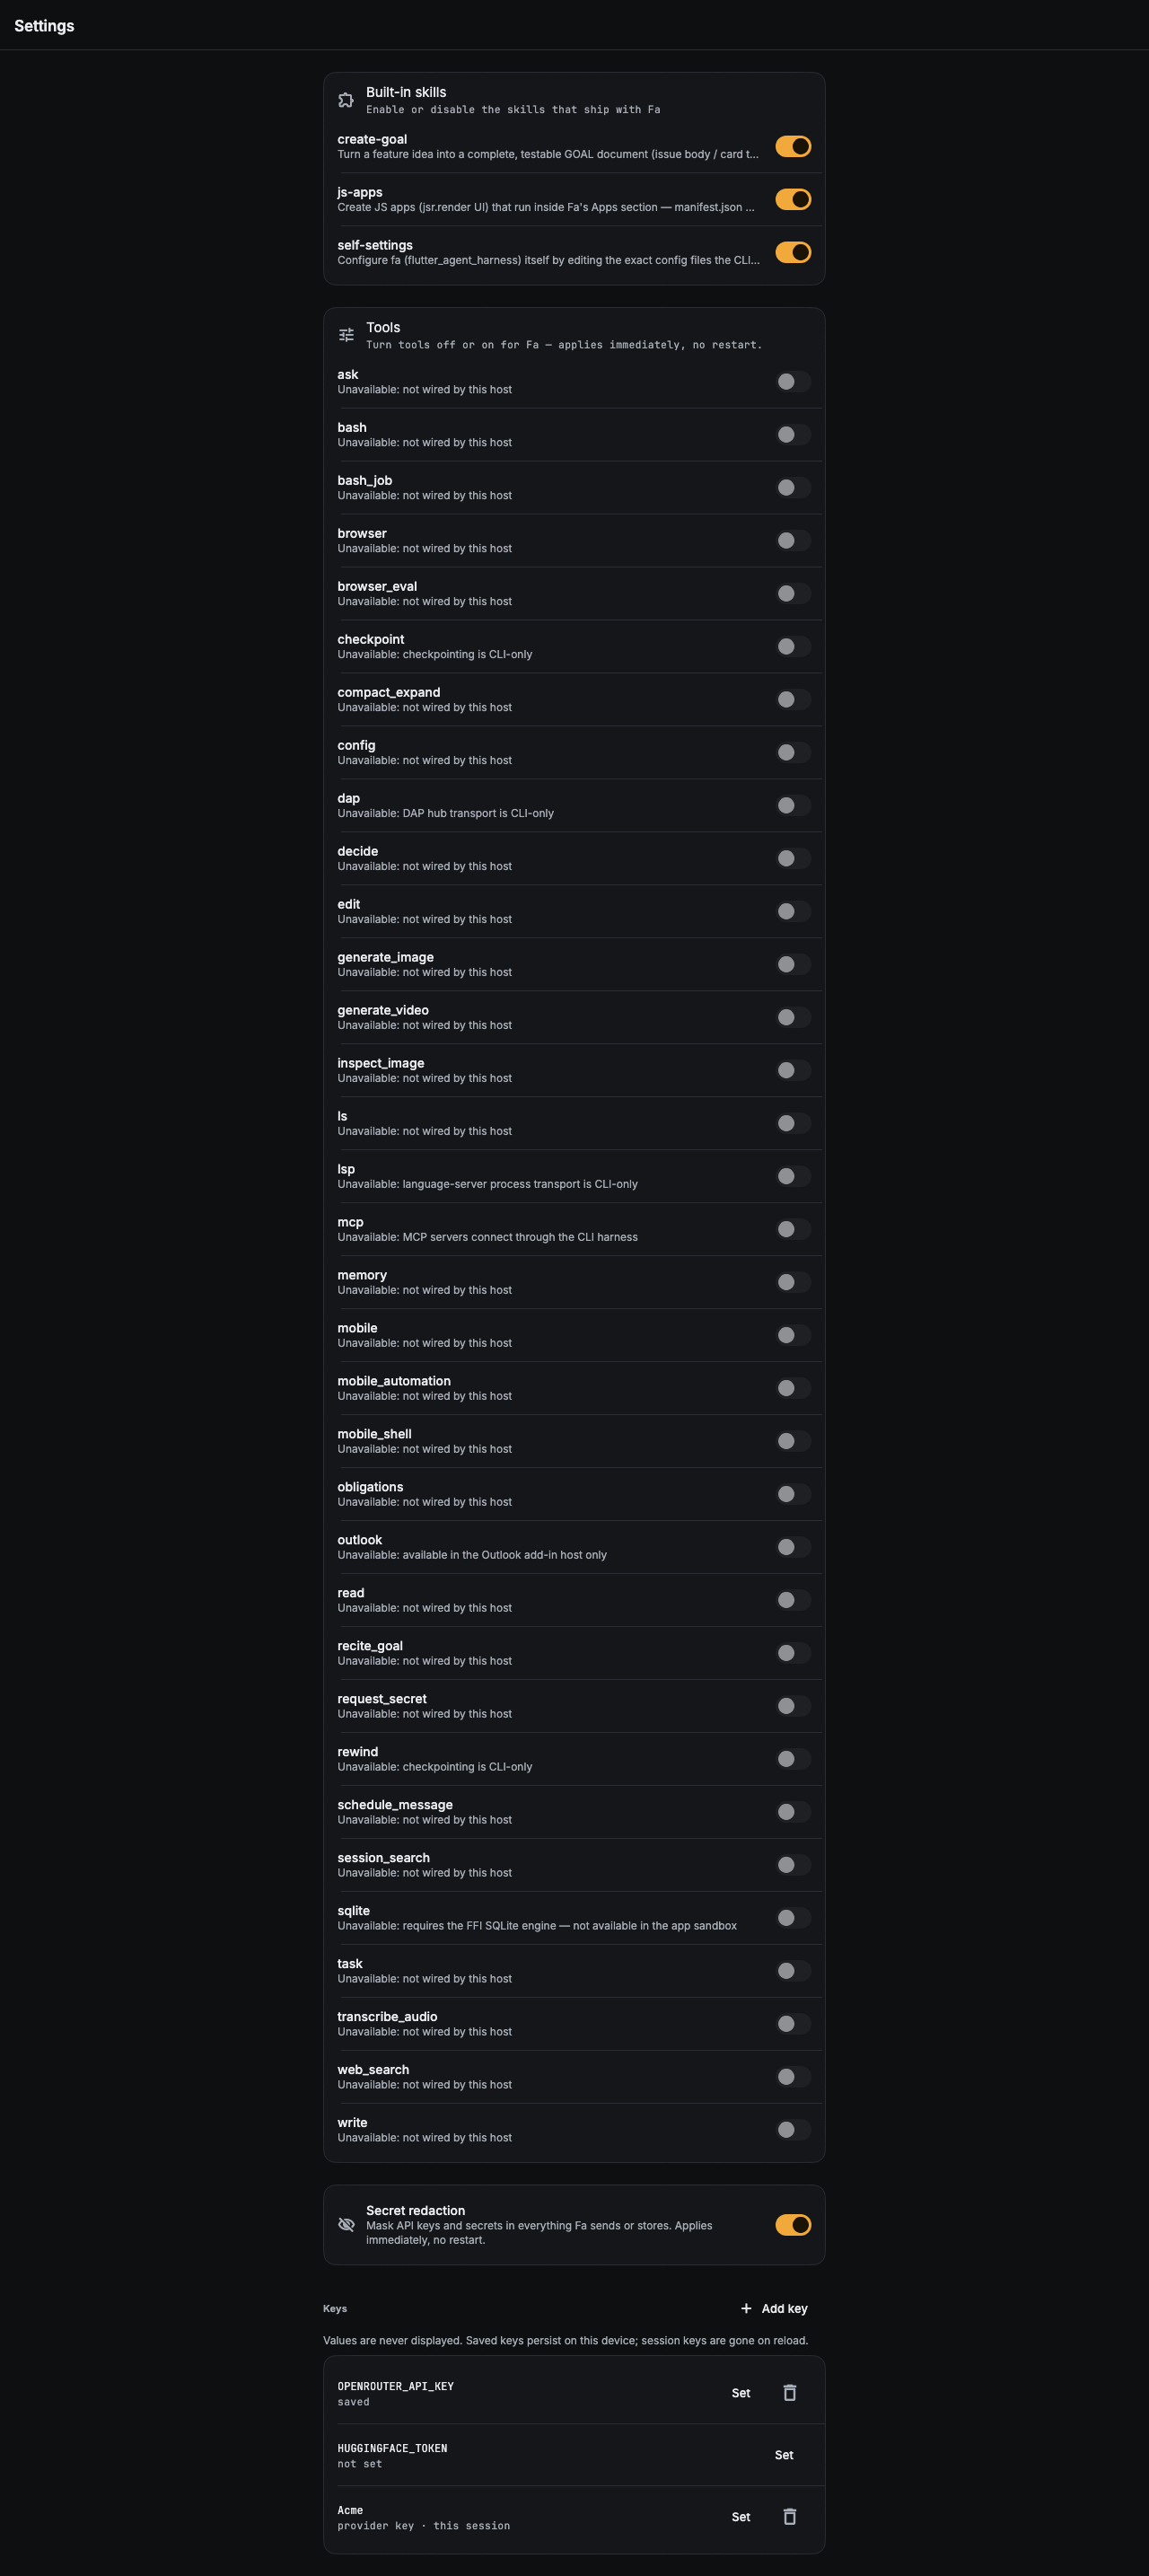 Settings
Built-in skills
Enable or disable the skills that ship with Fa
create-goal
Turn a feature idea into a complete, testable GOAL document (issue body / card t...
js-apps
Create JS apps (jsr.render UI) that run inside Fa's Apps section — manifest.json ...
self-settings
Configure fa (flutter_agent_harness) itself by editing the exact config files the CLI...
Tools
Turn tools off or on for Fa — applies immediately, no restart.
ask
Unavailable: not wired by this host
bash
Unavailable: not wired by this host
bash_job
Unavailable: not wired by this host
browser
Unavailable: not wired by this host
browser_eval
Unavailable: not wired by this host
checkpoint
Unavailable: checkpointing is CLI-only
compact_expand
Unavailable: not wired by this host
config
Unavailable: not wired by this host
dap
Unavailable: DAP hub transport is CLI-only
decide
Unavailable: not wired by this host
edit
Unavailable: not wired by this host
generate_image
Unavailable: not wired by this host
generate_video
Unavailable: not wired by this host
inspect_image
Unavailable: not wired by this host
ls
Unavailable: not wired by this host
lsp
Unavailable: language-server process transport is CLI-only
mcp
Unavailable: MCP servers connect through the CLI harness
memory
Unavailable: not wired by this host
mobile
Unavailable: not wired by this host
mobile_automation
Unavailable: not wired by this host
mobile_shell
Unavailable: not wired by this host
obligations
Unavailable: not wired by this host
outlook
Unavailable: available in the Outlook add-in host only
read
Unavailable: not wired by this host
recite_goal
Unavailable: not wired by this host
request_secret
Unavailable: not wired by this host
rewind
Unavailable: checkpointing is CLI-only
schedule_message
Unavailable: not wired by this host
session_search
Unavailable: not wired by this host
sqlite
Unavailable: requires the FFI SQLite engine — not available in the app sandbox
task
Unavailable: not wired by this host
transcribe_audio
Unavailable: not wired by this host
web_search
Unavailable: not wired by this host
write
Unavailable: not wired by this host
Secret redaction
Mask API keys and secrets in everything Fa sends or stores. Applies
immediately, no restart.
Keys
+ Add key
Values are never displayed. Saved keys persist on this device; session keys are gone on reload.
OPENROUTER_API_KEY
saved
Set
HUGGINGFACE_TOKEN
not set
Set
Acme
provider key · this session
Set